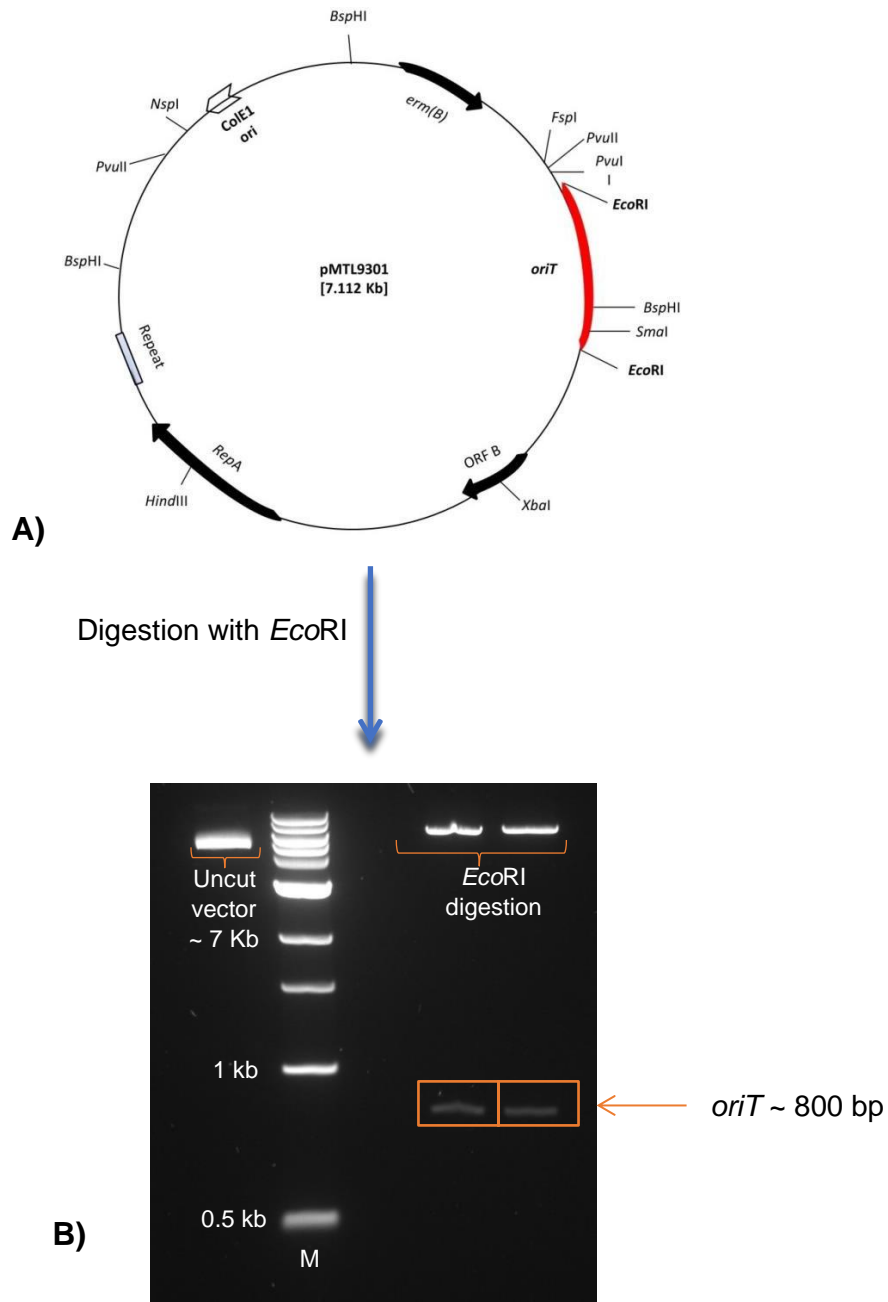 BspHI
erm(B)
ColE1
ori
NspI
PvuII
FspI
PvuII
PvuI
I
EcoRI
BspHI
pMTL9301
[7.112 Kb]
oriT
BspHI
SmaI
EcoRI
Repeat
RepA
HindIII
ORF B
XbaI
A)
Digestion with EcoRI
Uncut
vector
~ 7 Kb
EcoRI
digestion
1 kb
oriT ~ 800 bp
0.5 kb
M
B)